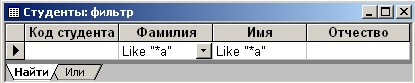 Студенты: фильтр
Код студента Фамилия Имя Отчество
Like "*а" Like "*а"
Найти Или